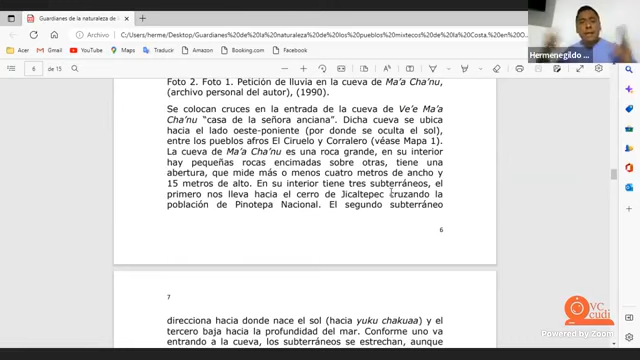 Guardianes de la naturaleza de l
C:/Users/herme/Desktop/Guardianes%20de%20la%20naturaleza%20de%20los%20pueblos%20mixtecos%20de%20la%20Costa.%20en%20
Acer
Google
YouTube
Traducir
Nueva pestaña
Booking.com
Facebook
6 de 15
Hermenegildo
Foto 2. Foto 1. Petición de lluvia en la cueva de Ma'a Cha'nu,
(archivo personal del autor), (1990).
Se colocan cruces en la entrada de la cueva de Ve'e Ma'a
Cha'nu “casa de la señora anciana”. Dicha cueva se ubica
hacia el lado oeste-poniente (por donde se oculta el sol),
entre los pueblos afros El Ciruelo y Corralero (véase Mapa 1).
La cueva de Ma'a Cha'nu es una roca grande, en su interior
hay pequeñas rocas encimadas sobre otras, tiene una
abertura, que mide más o menos cuatro metros de ancho y
15 metros de alto. En su interior tiene tres subterráneos, el
primero nos lleva hacia el cerro de Jicaltepec cruzando la
población de Pinotepa Nacional. El segundo subterráneo
6
7
direcciona hacia donde nace el sol (hacia yuku chakuaa) y el
tercero baja hacia la profundidad del mar. Conforme uno va
entrando a la cueva, los subterráneos se estrechan, aunque
VC
cudi
Powered by Zoom